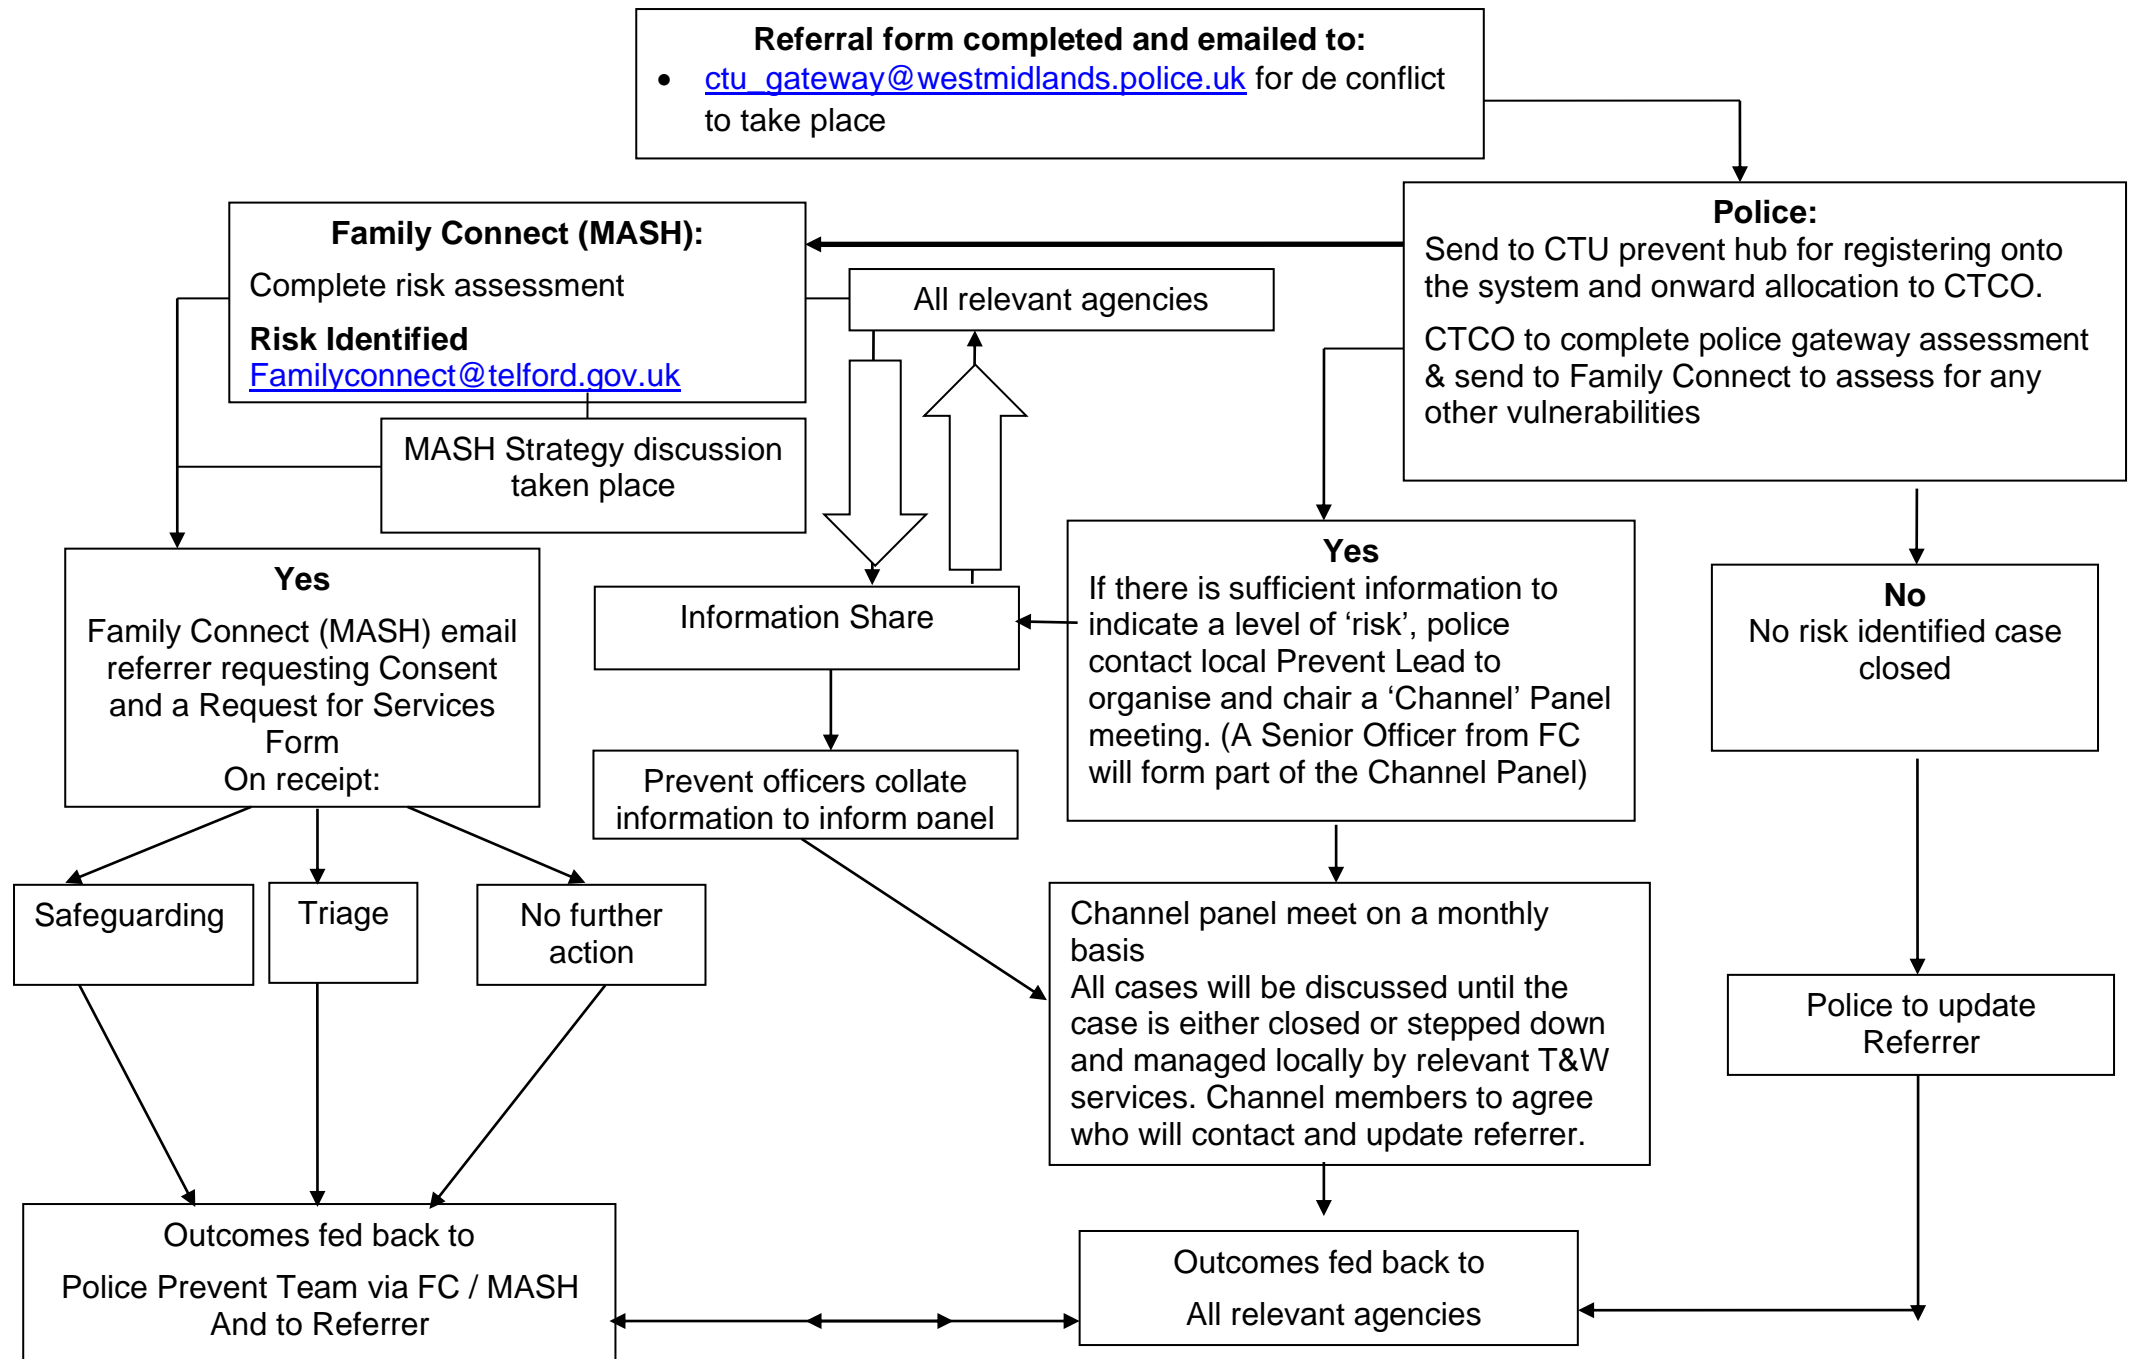 Referral form completed and emailed to:
• ctu_gateway@westmidlands.police.uk for de conflict
to take place
Police:
Send to CTU prevent hub for registering onto
the system and onward allocation to CTCO.
CTCO to complete police gateway assessment
& send to Family Connect to assess for any
other vulnerabilities
Family Connect (MASH):
Complete risk assessment
Risk Identified
Familyconnect@telford.gov.uk
All relevant agencies
MASH Strategy discussion
taken place
Yes
Family Connect (MASH) email
referrer requesting Consent
and a Request for Services
Form
On receipt:
Information Share
Yes
If there is sufficient information to
indicate a level of ‘risk’, police
contact local Prevent Lead to
organise and chair a ‘Channel’ Panel
meeting. (A Senior Officer from FC
will form part of the Channel Panel)
No
No risk identified case
closed
Prevent officers collate
information to inform panel
Safeguarding
Triage
No further
action
Channel panel meet on a monthly
basis
All cases will be discussed until the
case is either closed or stepped down
and managed locally by relevant T&W
services. Channel members to agree
who will contact and update referrer.
Police to update
Referrer
Outcomes fed back to
Police Prevent Team via FC / MASH
And to Referrer
Outcomes fed back to
All relevant agencies